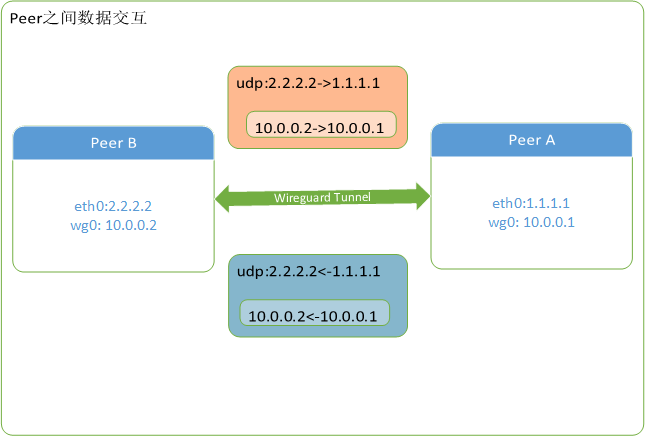 Peer之间数据交互
udp:2.2.2.2->1.1.1.1
10.0.0.2->10.0.0.1
Peer B
eth0:2.2.2.2
wg0: 10.0.0.2
Wireguard Tunnel
Peer A
eth0:1.1.1.1
wg0: 10.0.0.1
udp:2.2.2.2<-1.1.1.1
10.0.0.2<-10.0.0.1